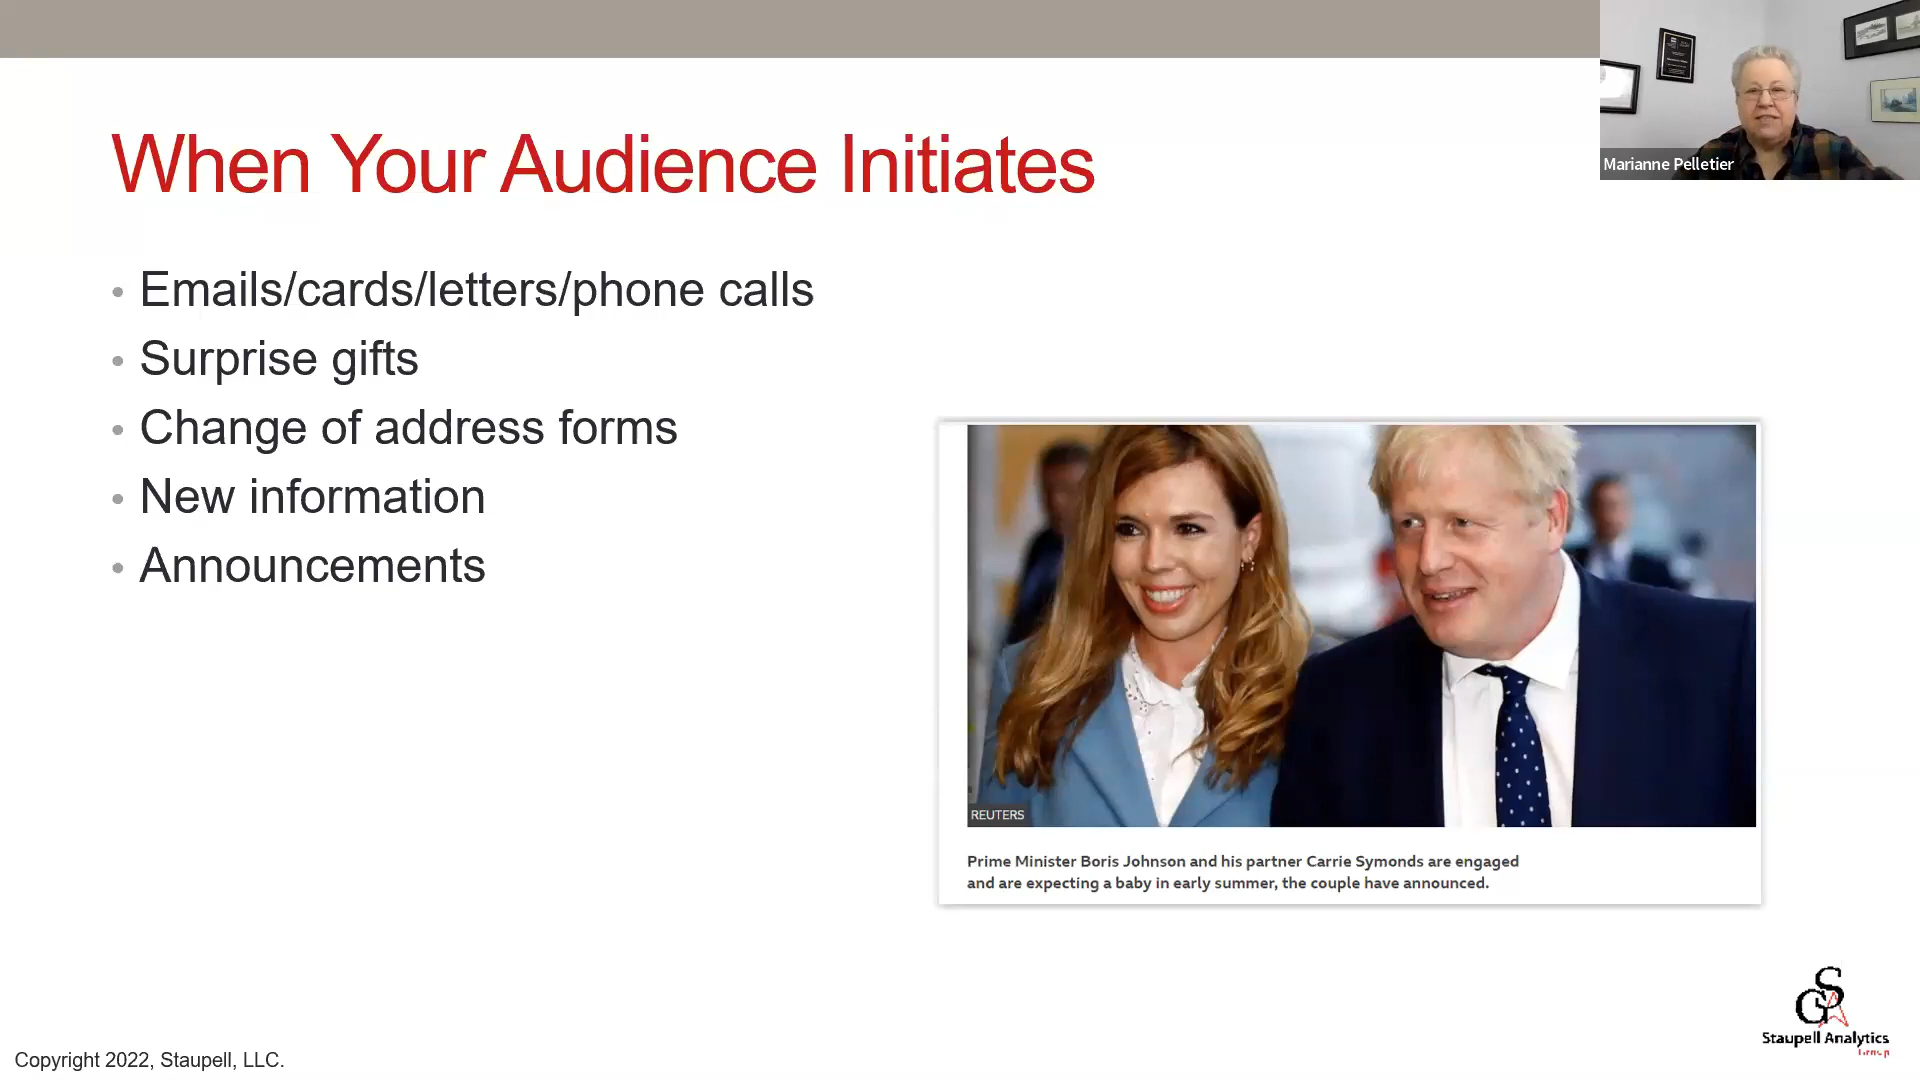 Marianne Pelletier
When Your Audience Initiates
• Emails/cards/letters/phone calls
• Surprise gifts
• Change of address forms
• New information
• Announcements
REUTERS
Prime Minister Boris Johnson and his partner Carrie Symonds are engaged
and are expecting a baby in early summer, the couple have announced.
Staupell Analytics
Group
Copyright 2022, Staupell, LLC.